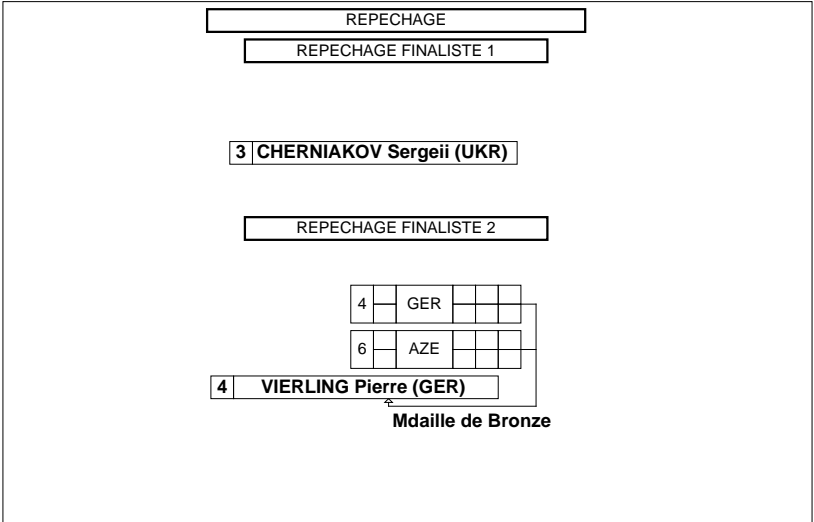 REPECHAGE
REPECHAGE FINALISTE 1
3 CHERNIAKOV Sergeii (UKR)
REPECHAGE FINALISTE 2
4 GER
6 AZE
4 VIERLING Pierre (GER)
Mdaille de Bronze